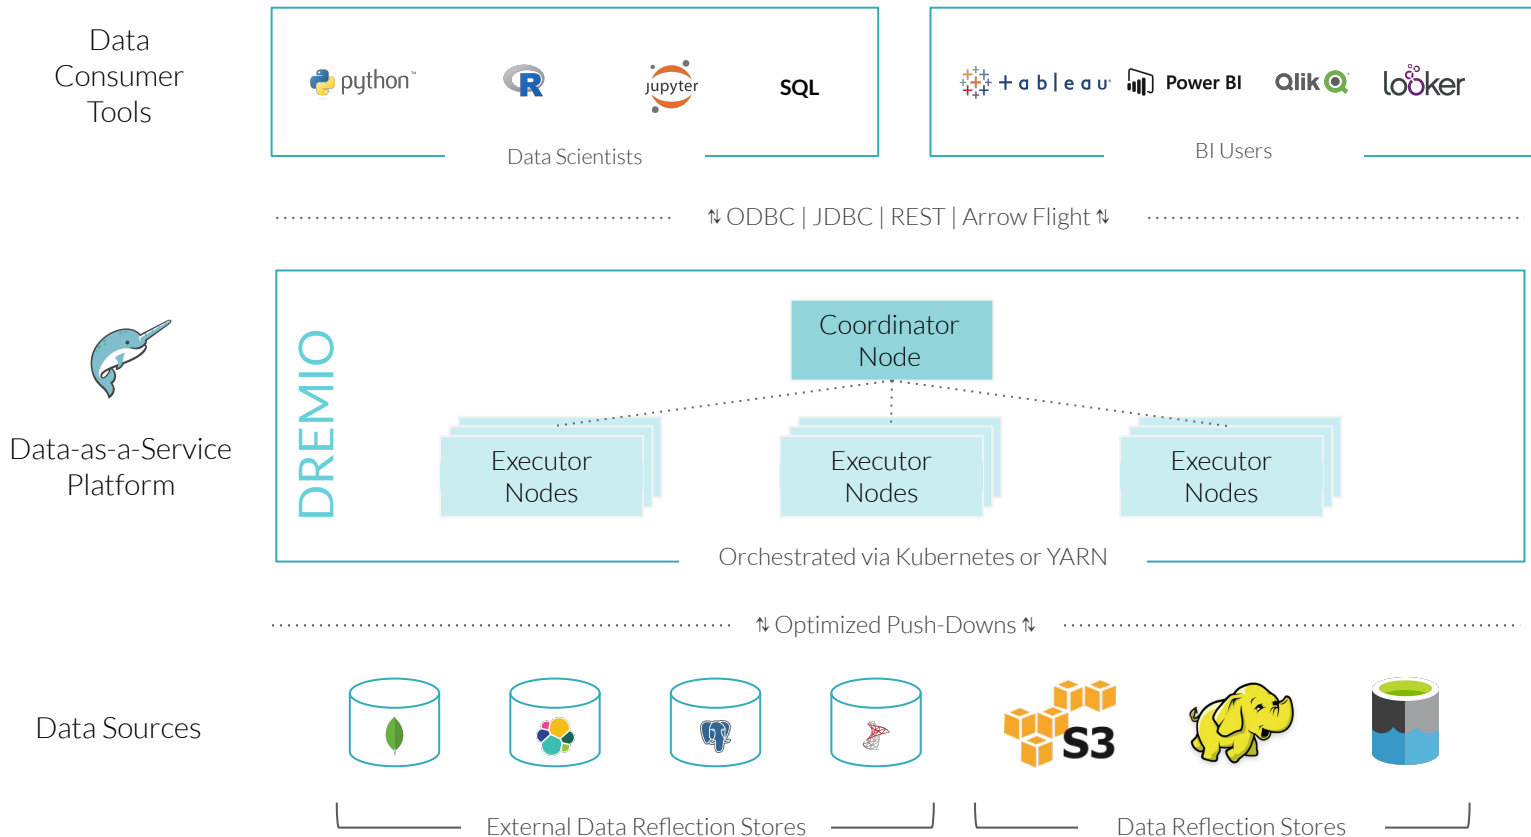 Data
Consumer
Tools
python™
R
jupyter
SQL
Data Scientists
+ableau
Power BI
Qlik
looker
BI Users
⇅ ODBC | JDBC | REST | Arrow Flight ⇅
Data-as-a-Service
Platform
DREMIO
Coordinator
Node
Executor
Nodes
Executor
Nodes
Executor
Nodes
Orchestrated via Kubernetes or YARN
⇅ Optimized Push-Downs ⇅
Data Sources
S3
External Data Reflection Stores
Data Reflection Stores